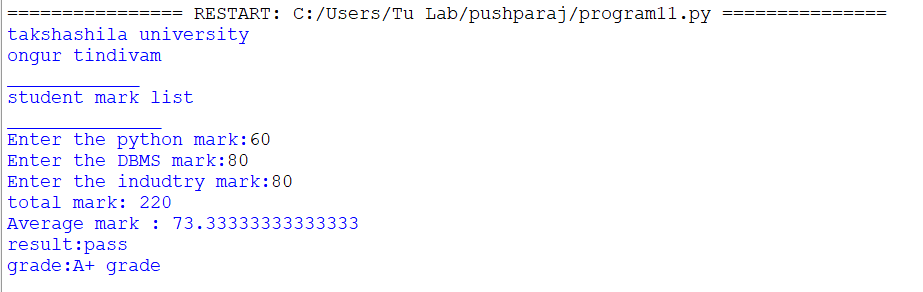 ================ RESTART: C:/Users/Tu Lab/pushparaj/program11.py ===============
takshashila university
ongur tindivam
____________
student mark list
______________
Enter the python mark:60
Enter the DBMS mark:80
Enter the indudtry mark:80
total mark: 220
Average mark : 73.33333333333333
result:pass
grade:A+ grade